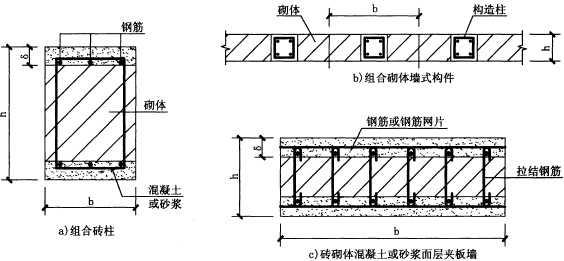 钢筋
δ
h
砌体
混凝土
或砂浆
b
a)组合砖柱
砌体
b
构造柱
h
b)组合砌体墙式构件
钢筋或钢筋网片
δ
h
拉结钢筋
b
c)砖砌体混凝土或砂浆面层夹板墙